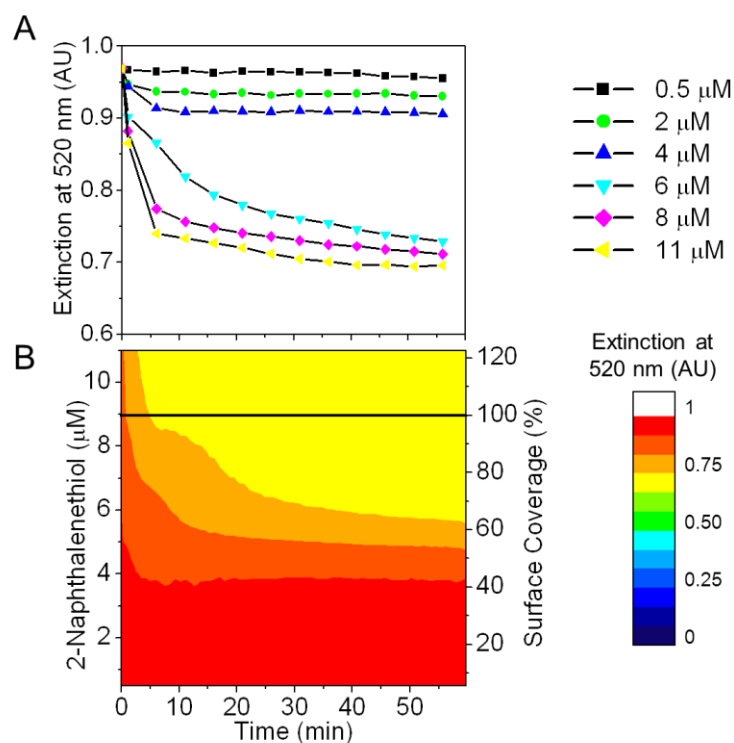 A
1.0
0.9
0.8
0.7
0.6
Extinction at 520 nm (AU)
0.5 μM
2 μM
4 μM
6 μM
8 μM
11 μM
B
10
8
6
4
2
2-Naphthalenethiol (μM)
120
100
80
60
40
20
Surface Coverage (%)
0 10 20 30 40 50
Time (min)
Extinction at
520 nm (AU)
1
0.75
0.50
0.25
0